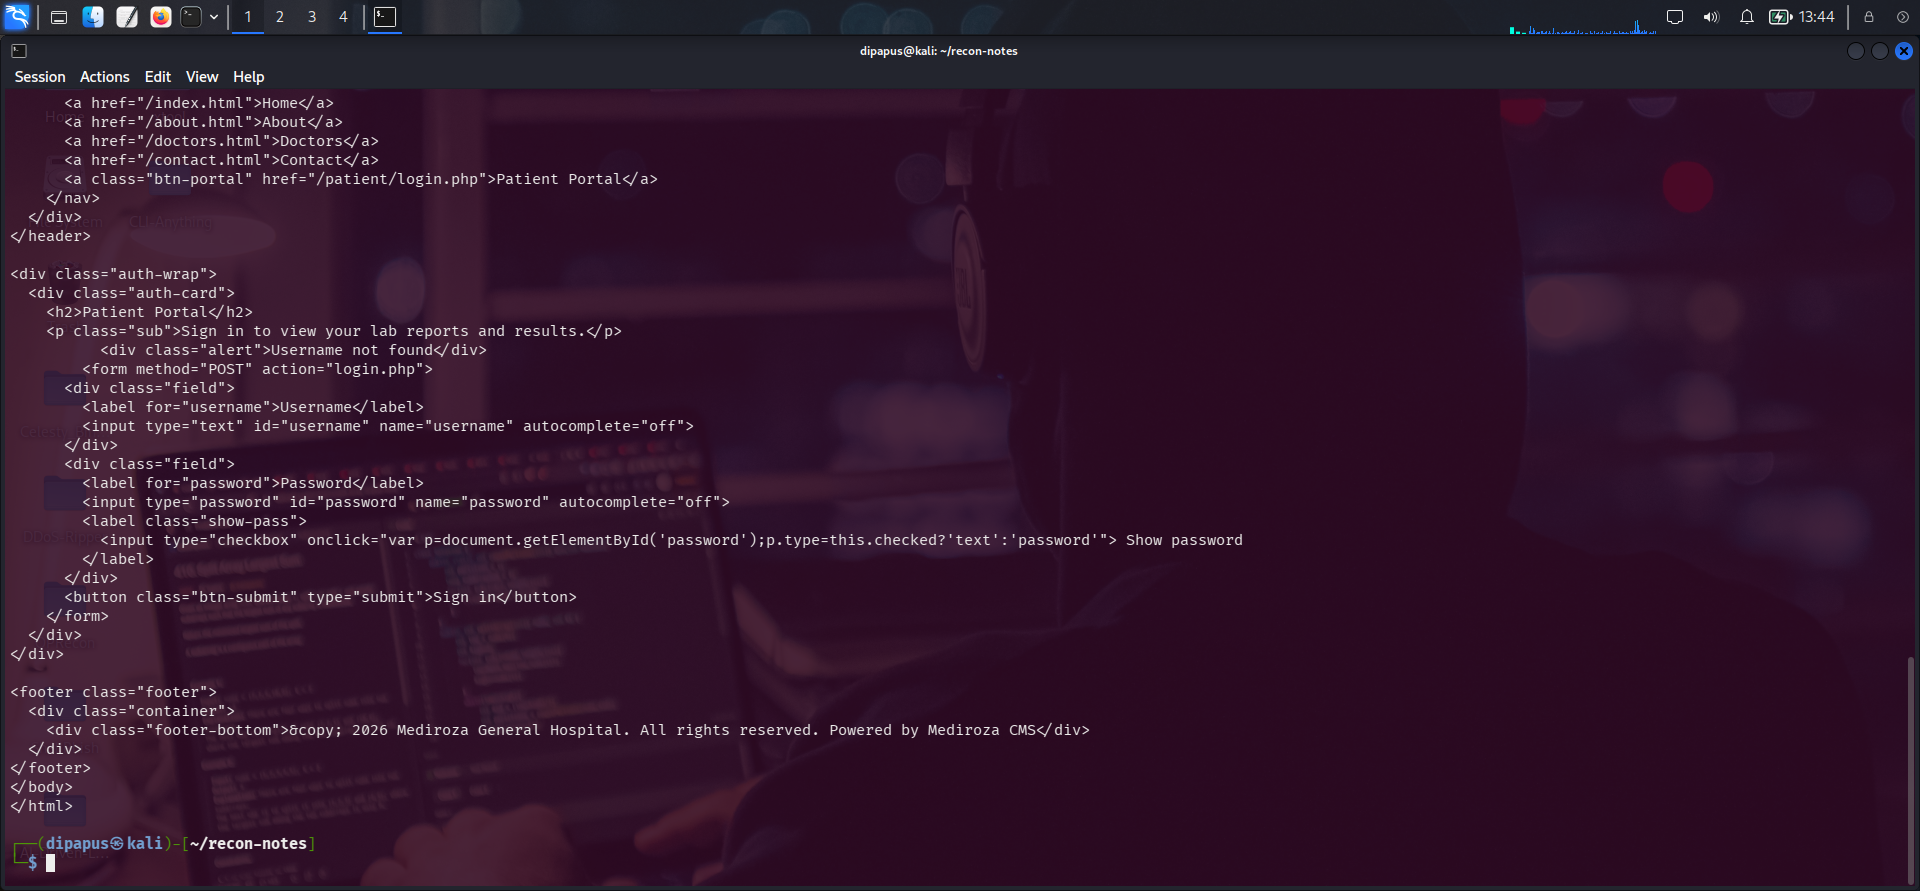 1 2 3 4
13:44
dipapus@kali: ~/recon-notes
Session Actions Edit View Help
<a href="/index.html">Home</a>
<a href="/about.html">About</a>
<a href="/doctors.html">Doctors</a>
<a href="/contact.html">Contact</a>
<a class="btn-portal" href="/patient/login.php">Patient Portal</a>
</nav>
</div>
</header>
<div class="auth-wrap">
<div class="auth-card">
<h2>Patient Portal</h2>
<p class="sub">Sign in to view your lab reports and results.</p>
<div class="alert">Username not found</div>
<form method="POST" action="login.php">
<div class="field">
<label for="username">Username</label>
<input type="text" id="username" name="username" autocomplete="off">
</div>
<div class="field">
<label for="password">Password</label>
<input type="password" id="password" name="password" autocomplete="off">
<label class="show-pass">
<input type="checkbox" onclick="var p=document.getElementById('password');p.type=this.checked?'text':'password'"> Show password
</label>
</div>
<button class="btn-submit" type="submit">Sign in</button>
</form>
</div>
</div>
<footer class="footer">
<div class="container">
<div class="footer-bottom">&copy; 2026 Mediroza General Hospital. All rights reserved. Powered by Mediroza CMS</div>
</div>
</footer>
</body>
</html>
(dipapus㉿kali)-[~/recon-notes]
$